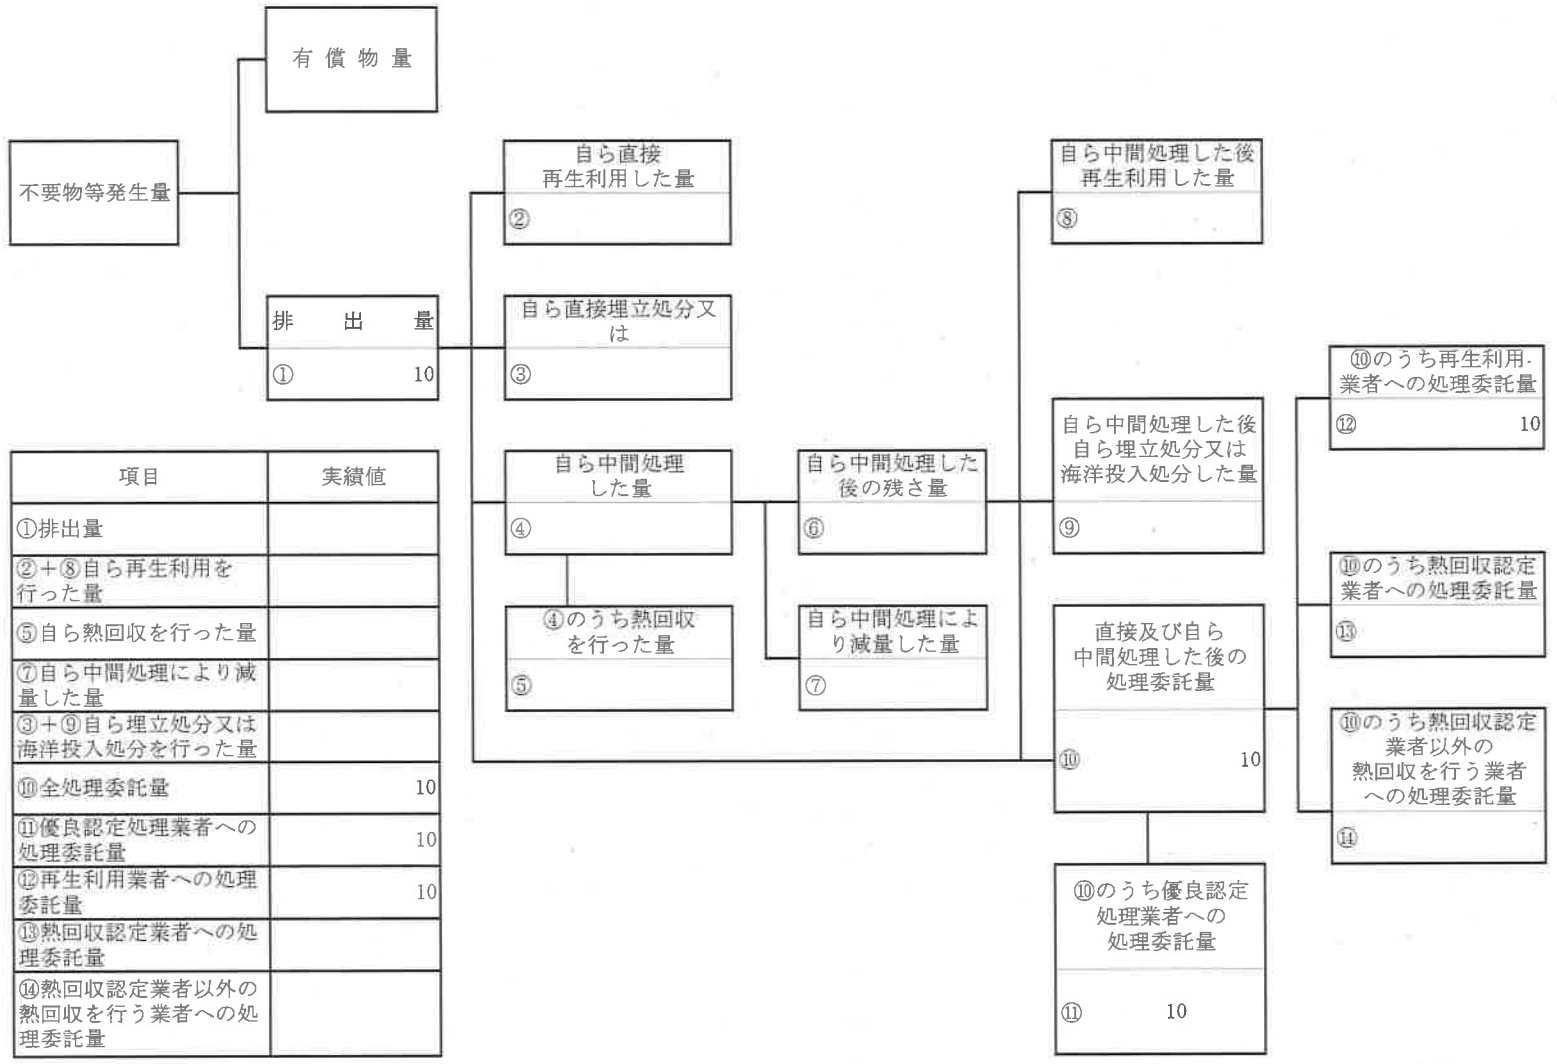 有償物量
不要物等発生量
排出量
① 10
自ら直接
再生利用した量
②
自ら直接埋立処分又
は
③
自ら中間処理
した量
④
④のうち熱回収
を行った量
⑤
自ら中間処理した
後の残さ量
⑥
自ら中間処理によ
り減量した量
⑦
自ら中間処理した後
再生利用した量
⑧
自ら中間処理した後
自ら埋立処分又は
海洋投入処分した量
⑨
直接及び自ら
中間処理した後の
処理委託量
⑩ 10
⑩のうち優良認定
処理業者への
処理委託量
⑪ 10
⑩のうち再生利用
業者への処理委託量
⑫ 10
⑩のうち熱回収認定
業者への処理委託量
⑬
⑩のうち熱回収認定
業者以外の
熱回収を行う業者
への処理委託量
⑭
項目 実績値
①排出量
②+⑧自ら再生利用を
行った量
⑤自ら熱回収を行った量
⑦自ら中間処理により減
量した量
③+⑨自ら埋立処分又は
海洋投入処分を行った量
⑩全処理委託量 10
⑪優良認定処理業者への
処理委託量 10
⑫再生利用業者への処理
委託量 10
⑬熱回収認定業者への処
理委託量
⑭熱回収認定業者以外の
熱回収を行う業者への処
理委託量